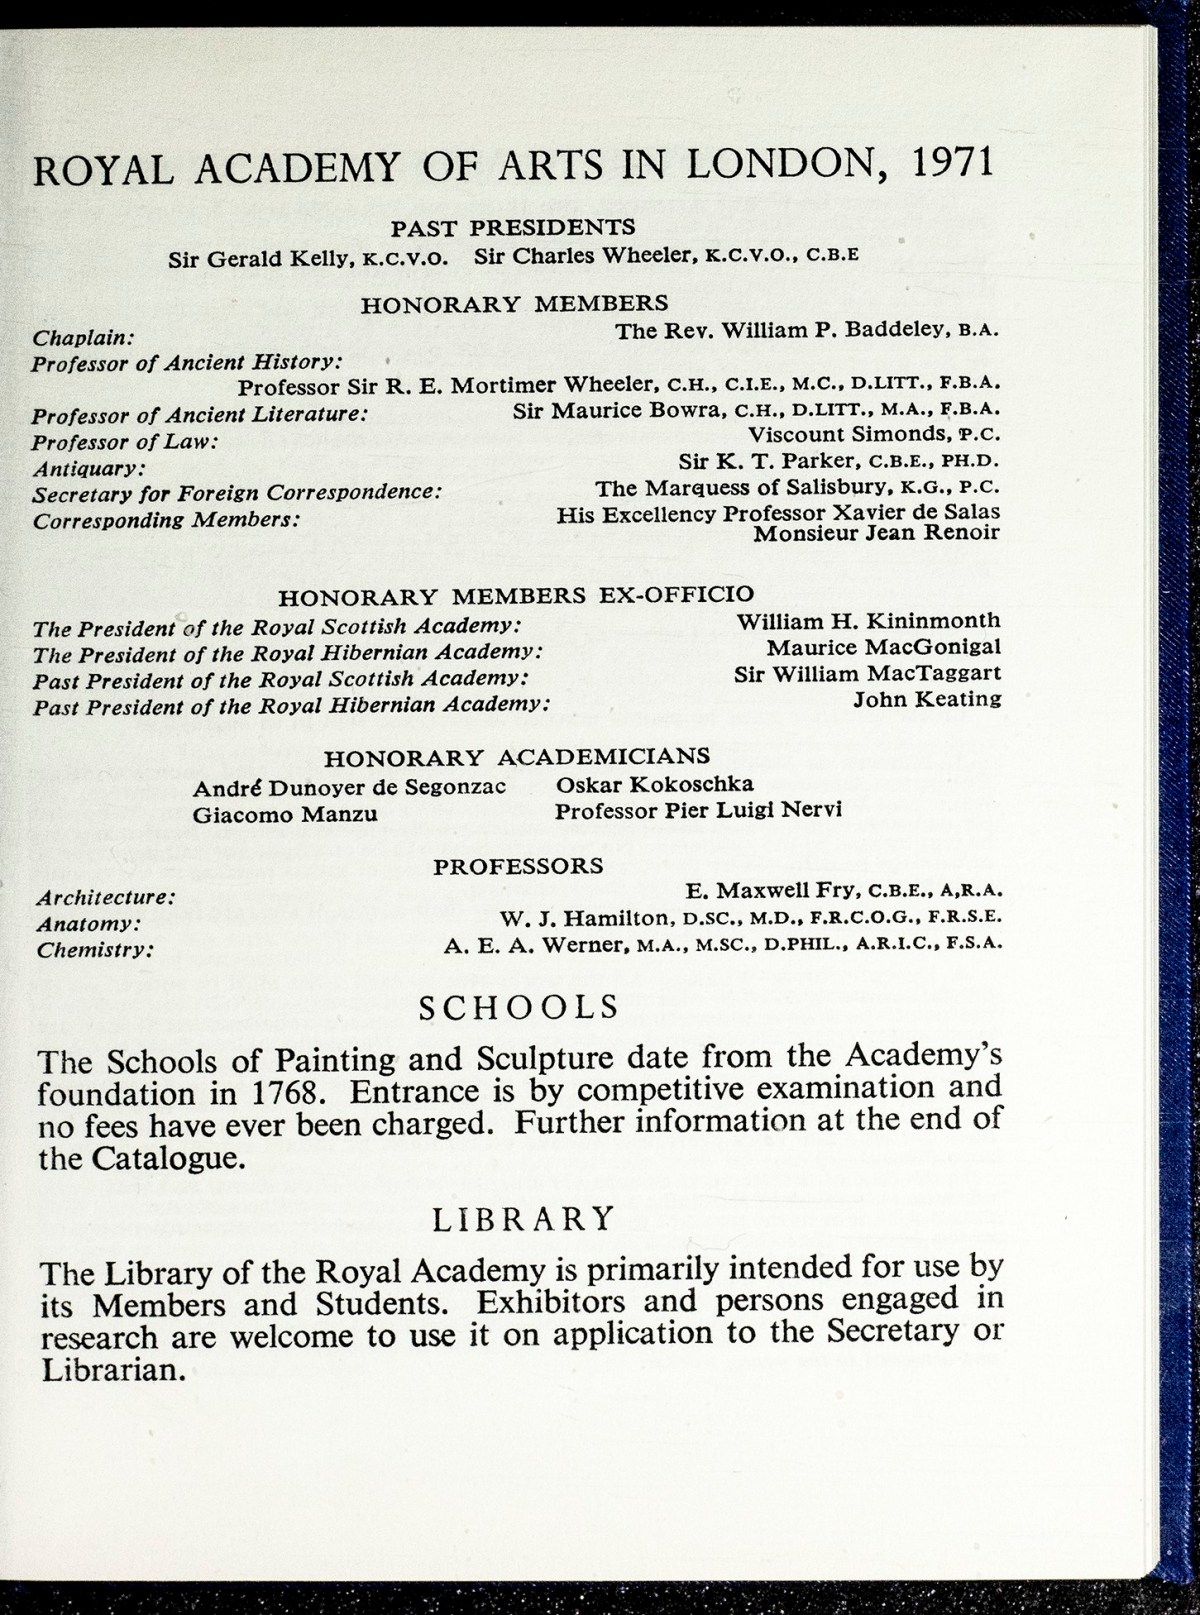 ROYAL ACADEMY OF ARTS IN LONDON, 1971
PAST PRESIDENTS
Sir Gerald Kelly, K.C.V.O. Sir Charles Wheeler, K.C.V.O., C.B.E
HONORARY MEMBERS
Chaplain: The Rev. William P. Baddeley, B.A.
Professor of Ancient History:
Professor Sir R. E. Mortimer Wheeler, C.H., C.I.E., M.C., D.LITT., F.B.A.
Professor of Ancient Literature: Sir Maurice Bowra, C.H., D.LITT., M.A., F.B.A.
Professor of Law: Viscount Simonds, P.C.
Antiquary: Sir K. T. Parker, C.B.E., PH.D.
Secretary for Foreign Correspondence: The Marquess of Salisbury, K.G., P.C.
Corresponding Members: His Excellency Professor Xavier de Salas
Monsieur Jean Renoir
HONORARY MEMBERS EX-OFFICIO
The President of the Royal Scottish Academy: William H. Kininmonth
The President of the Royal Hibernian Academy: Maurice MacGonigal
Past President of the Royal Scottish Academy: Sir William MacTaggart
Past President of the Royal Hibernian Academy: John Keating
HONORARY ACADEMICIANS
André Dunoyer de Segonzac Oskar Kokoschka
Giacomo Manzu Professor Pier Luigi Nervi
PROFESSORS
Architecture: E. Maxwell Fry, C.B.E., A,R.A.
Anatomy: W. J. Hamilton, D.SC., M.D., F.R.C.O.G., F.R.S.E.
Chemistry: A. E. A. Werner, M.A., M.SC., D.PHIL., A.R.I.C., F.S.A.
SCHOOLS
The Schools of Painting and Sculpture date from the Academy's
foundation in 1768. Entrance is by competitive examination and
no fees have ever been charged. Further information at the end of
the Catalogue.
LIBRARY
The Library of the Royal Academy is primarily intended for use by
its Members and Students. Exhibitors and persons engaged in
research are welcome to use it on application to the Secretary or
Librarian.